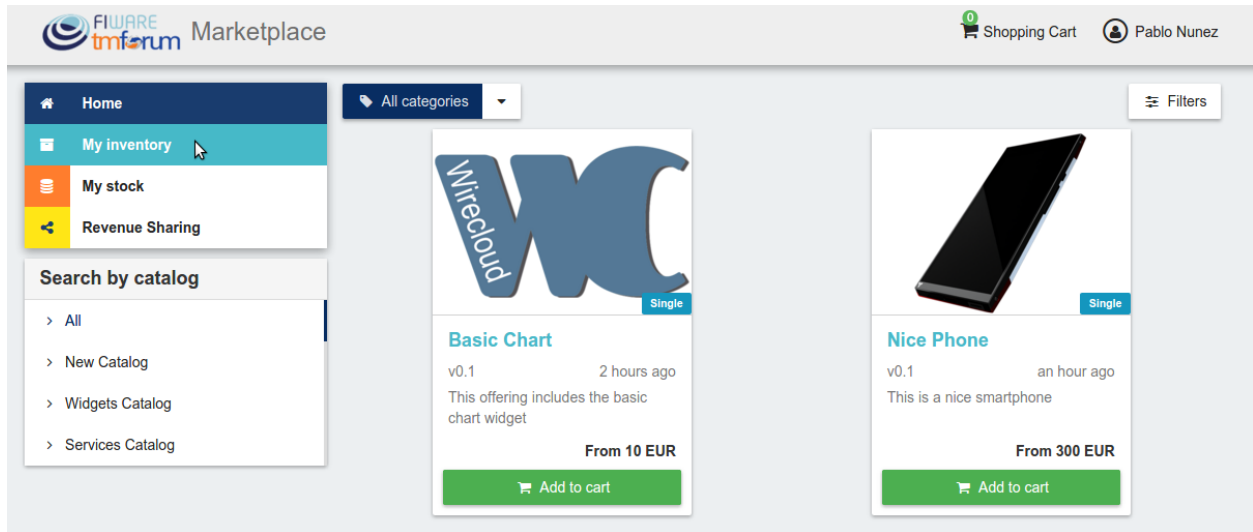 FIWARE
tmforum
Marketplace
0
Shopping Cart
Pablo Nunez
Home
My inventory
My stock
Revenue Sharing
Search by catalog
All
New Catalog
Widgets Catalog
Services Catalog
All categories
Filters
Wirecloud
WC
Single
Basic Chart
v0.1 2 hours ago
This offering includes the basic
chart widget
From 10 EUR
Add to cart
Single
Nice Phone
v0.1 an hour ago
This is a nice smartphone
From 300 EUR
Add to cart